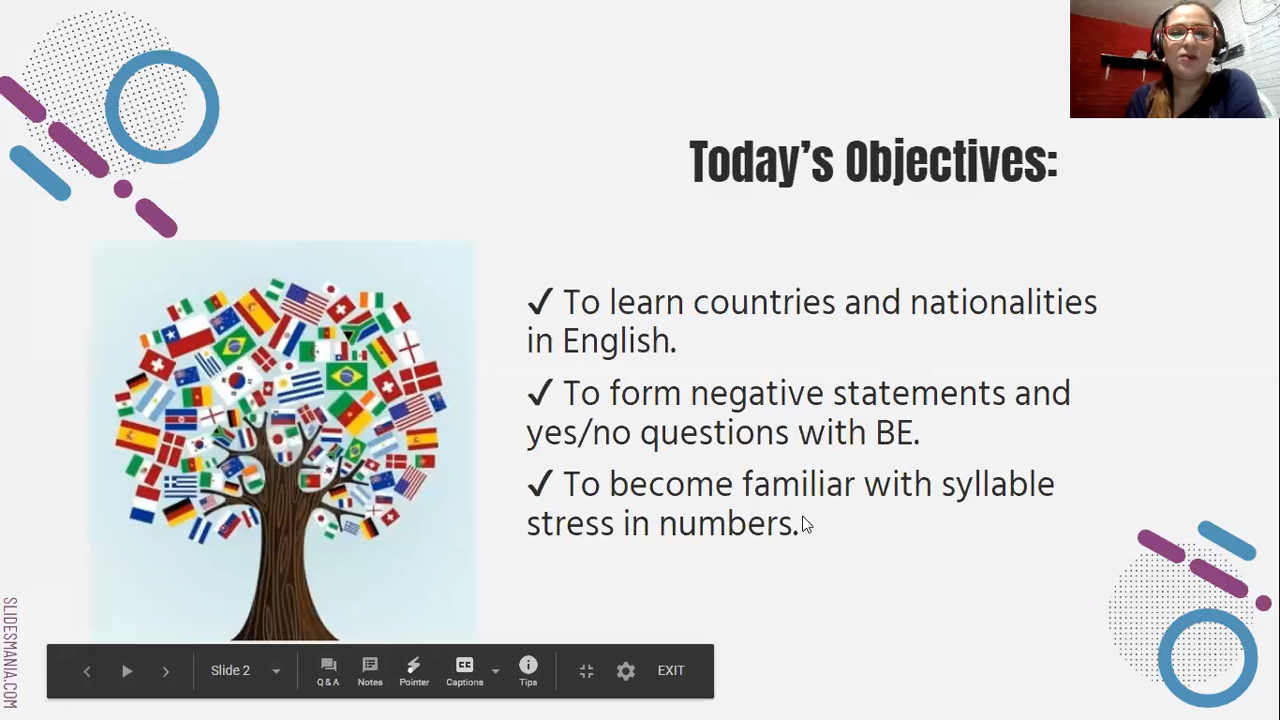 Today's Objectives:
✓ To learn countries and nationalities
in English.
✓ To form negative statements and
yes/no questions with BE.
✓ To become familiar with syllable
stress in numbers.
SLIDESMANIA.COM
Slide 2
Q & A
Notes
Pointer
CC
Captions
Tips
EXIT